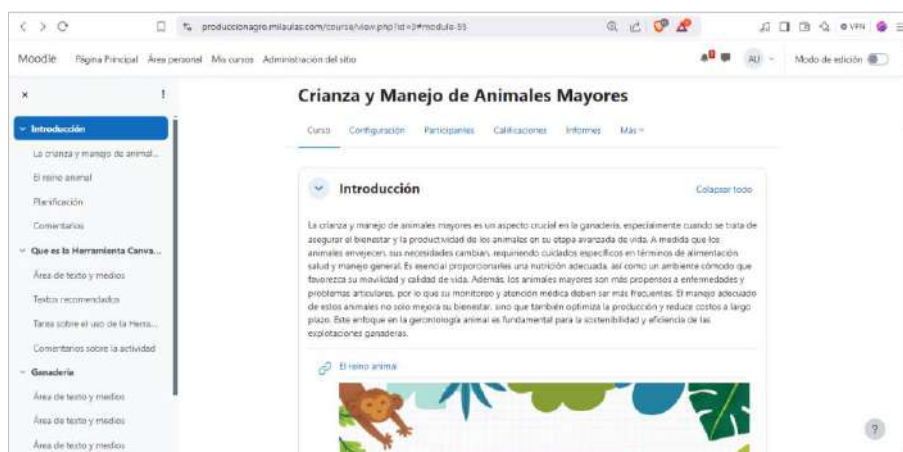 produccionagro.milaulas.com/course/view.php?id=3#module-55
VPN
Moodle Página Principal Área personal Mis cursos Administración del sitio
AU Modo de edición
Introducción
La crianza y manejo de animal...
El reino animal
Planificación
Comentarios
Que es la Herramienta Canva...
Área de texto y medios
Textos recomendados
Tarea sobre el uso de la Herra...
Comentarios sobre la actividad
Ganadería
Área de texto y medios
Área de texto y medios
Área de texto y medios
Crianza y Manejo de Animales Mayores
Curso Configuración Participantes Calificaciones Informes Más
Introducción
Colapsar todo
La crianza y manejo de animales mayores es un aspecto crucial en la ganadería, especialmente cuando se trata de
asegurar el bienestar y la productividad de los animales en su etapa avanzada de vida. A medida que los
animales envejecen, sus necesidades cambian, requiriendo cuidados específicos en términos de alimentación
salud y manejo general. Es esencial proporcionarles una nutrición adecuada, así como un ambiente cómodo que
favorezca su movilidad y calidad de vida. Además, los animales mayores son más propensos a enfermedades y
problemas articulares, por lo que su monitoreo y atención médica deben ser más frecuentes. El manejo adecuado
de estos animales no solo mejora su bienestar, sino que también optimiza la producción y reduce costos a largo
plazo. Este enfoque en la gerontología animal es fundamental para la sostenibilidad y eficiencia de las
explotaciones ganaderas.
El reino animal
?